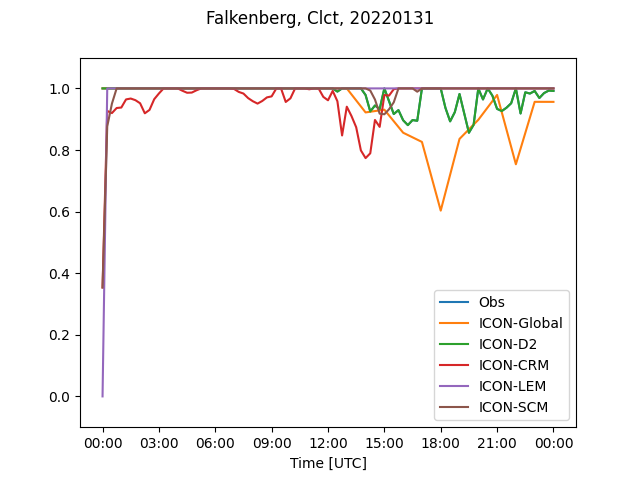 Falkenberg, Clct, 20220131
1.0
0.8
0.6
0.4
0.2
0.0
Obs
ICON-Global
ICON-D2
ICON-CRM
ICON-LEM
ICON-SCM
00:00 03:00 06:00 09:00 12:00 15:00 18:00 21:00 00:00
Time [UTC]